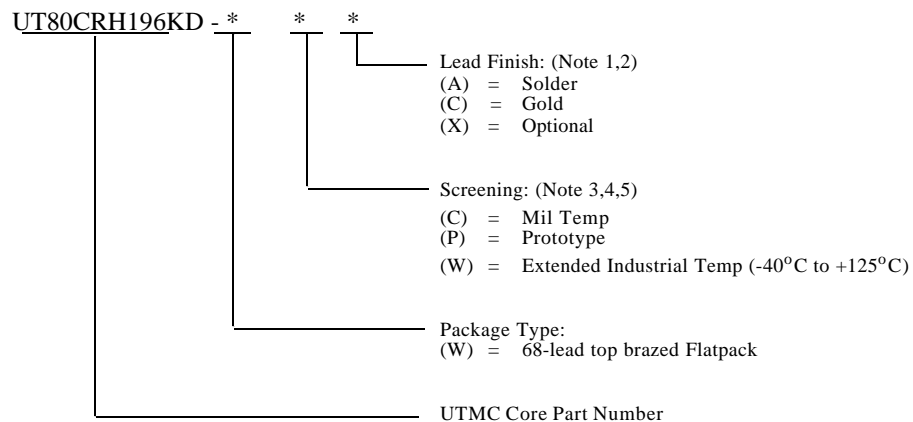 UT80CRH196KD - * * *
Lead Finish: (Note 1,2)
(A) = Solder
(C) = Gold
(X) = Optional
Screening: (Note 3,4,5)
(C) = Mil Temp
(P) = Prototype
(W) = Extended Industrial Temp (-40°C to +125°C)
Package Type:
(W) = 68-lead top brazed Flatpack
UTMC Core Part Number